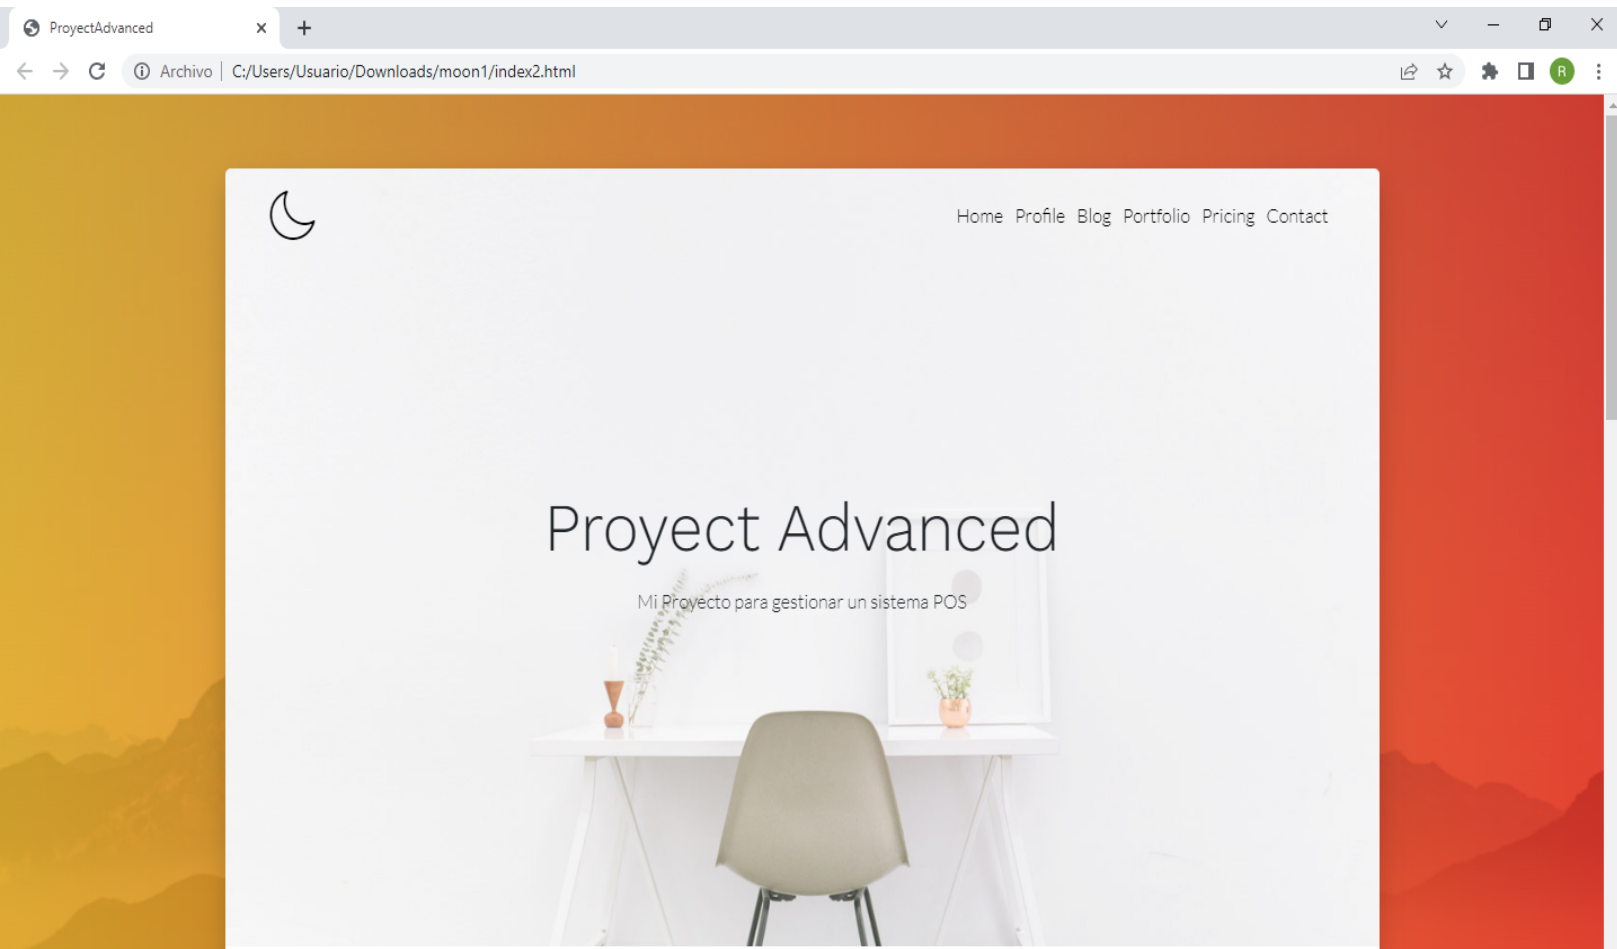 ProyectAdvanced
Archivo C:/Users/Usuario/Downloads/moon1/index2.html
R
Home Profile Blog Portfolio Pricing Contact
Proyect Advanced
Mi Proyecto para gestionar un sistema POS